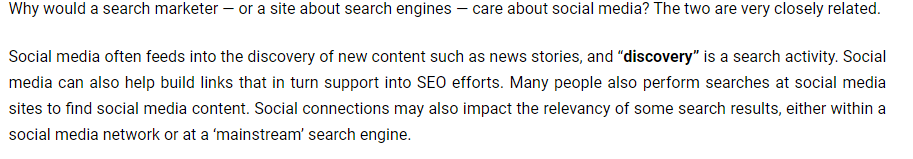 Why would a search marketer — or a site about search engines — care about social media? The two are very closely related.
Social media often feeds into the discovery of new content such as news stories, and “discovery” is a search activity. Social
media can also help build links that in turn support into SEO efforts. Many people also perform searches at social media
sites to find social media content. Social connections may also impact the relevancy of some search results, either within a
social media network or at a ‘mainstream’ search engine.